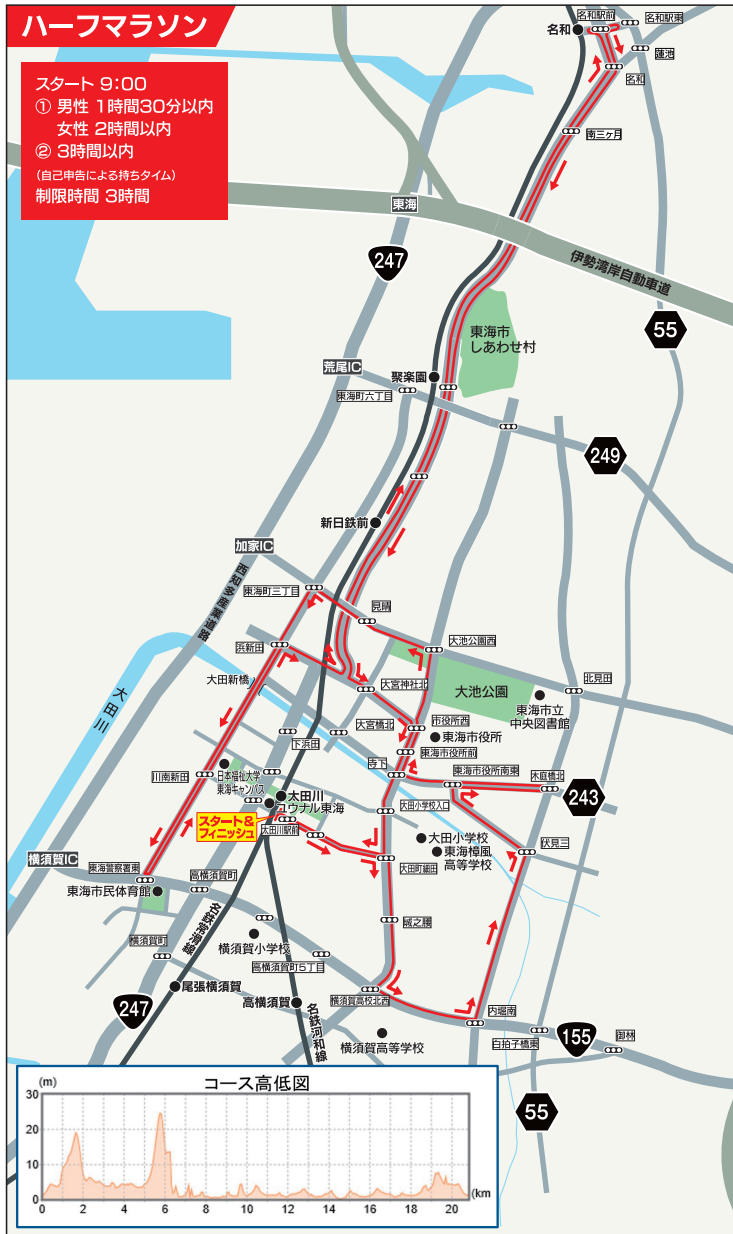 ハーフマラソン
スタート 9:00
① 男性 1時間30分以内
女性 2時間以内
② 3時間以内
(自己申告による持ちタイム)
制限時間 3時間
名和駅前
名和駅東
名和
蓮池
名和
南三ヶ月
東海
247
伊勢湾岸自動車道
55
東海市
しあわせ村
荒尾IC
聚楽園
東海町六丁目
249
新日鉄前
加家IC
西知多産業道路
東海町三丁目
見晴
浜新田
大池公園西
大田新橋
大宮神社北
大池公園
北見田
東海市立
中央図書館
大田川
大宮橋北
市役所西
東海市役所
下浜田
東海市役所前
寺下
東海市役所南東
木庭橋北
川南新田
日本福祉大学
東海キャンパス
太田川
ユウナル東海
243
スタート&
フィニッシュ
太田川駅前
大田小学校入口
大田小学校
東海樟風
高等学校
伏見三
横須賀IC
東海警察署東
大田町細田
高横須賀町
東海市民体育館
名鉄常滑線
横須賀町
横須賀小学校
高横須賀町5丁目
尾張横須賀
高横須賀
横須賀高校北西
247
名鉄河和線
内堀南
横須賀高等学校
白拍子橋東
155
御林
55
コース高低図
(m)
30
20
10
0
0 2 4 6 8 10 12 14 16 18 20
(km